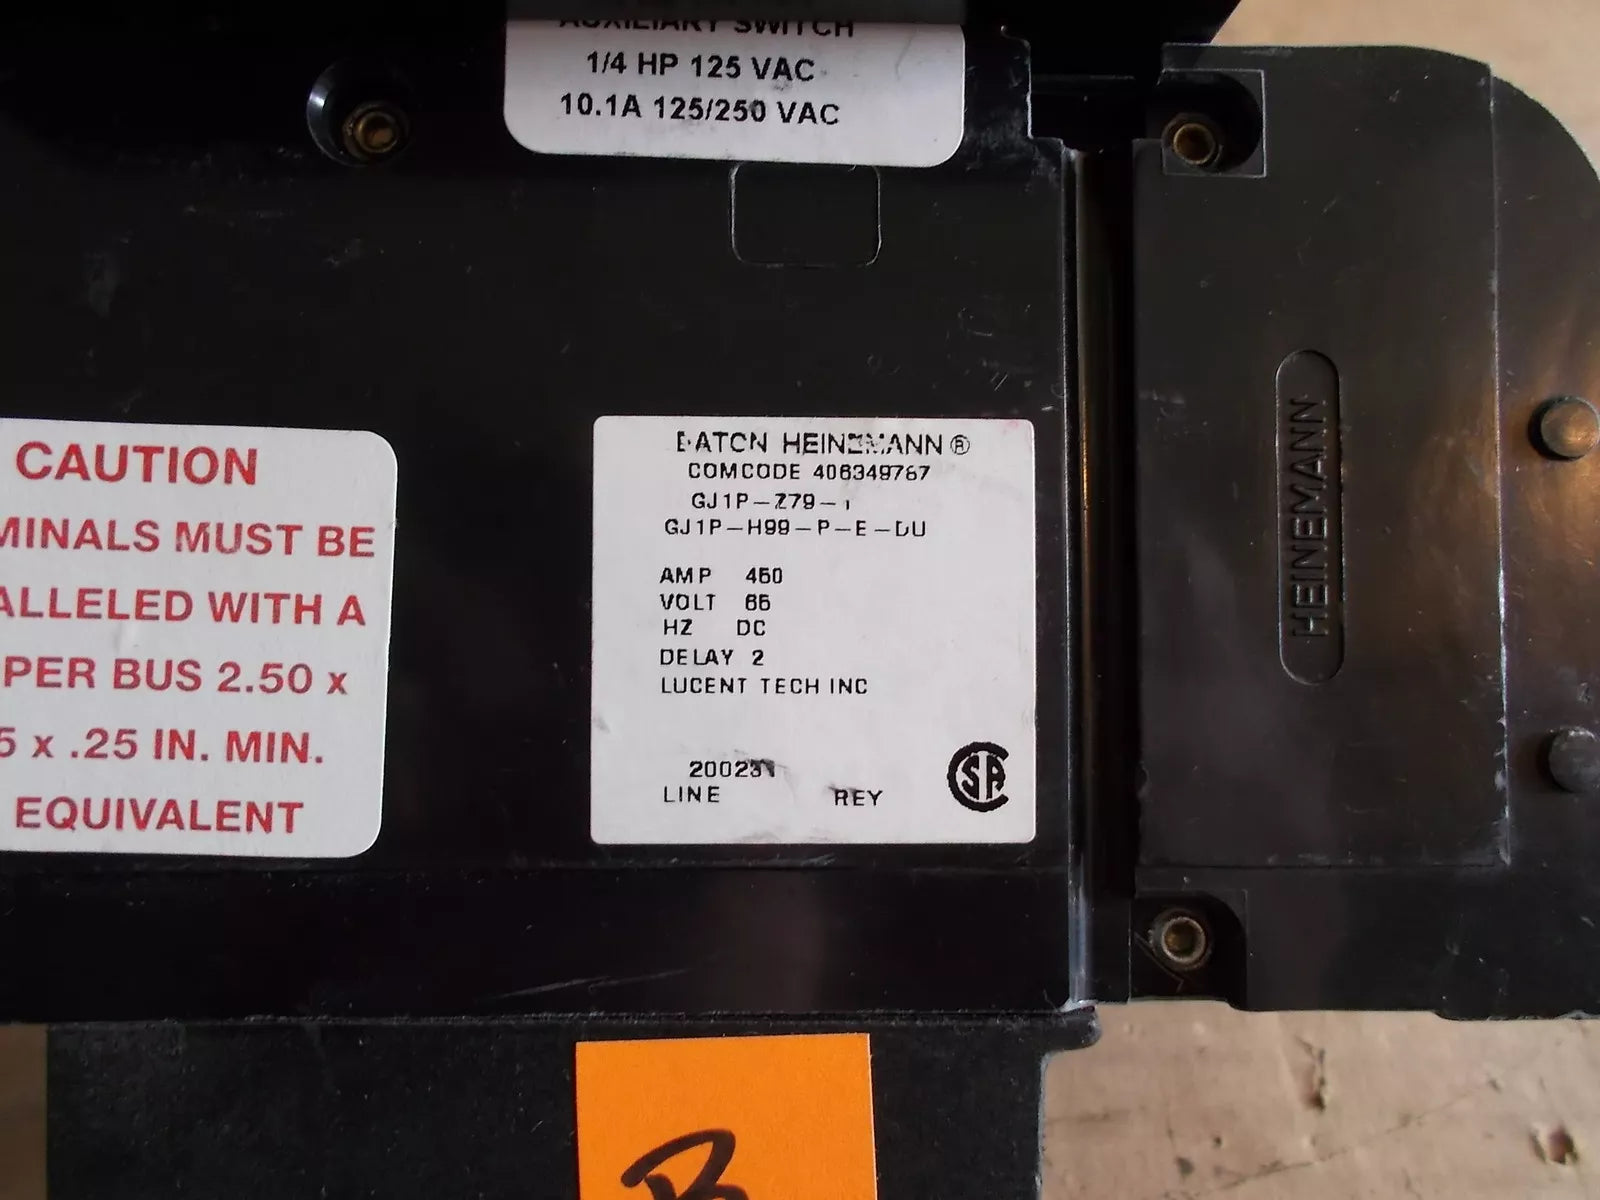 AUXILIARY SWITCH
1/4 HP 125 VAC
10.1A 125/250 VAC
CAUTION
MINALS MUST BE
ALLELED WITH A
PER BUS 2.50 x
5 x .25 IN. MIN.
EQUIVALENT
EATON HEINEMANN®
COMCODE 406349767
GJ1P-Z79-1
GJ1P-H99-P-E-DU
AMP 450
VOLT 65
HZ DC
DELAY 2
LUCENT TECH INC
LINE REY
HEINEMANN
B